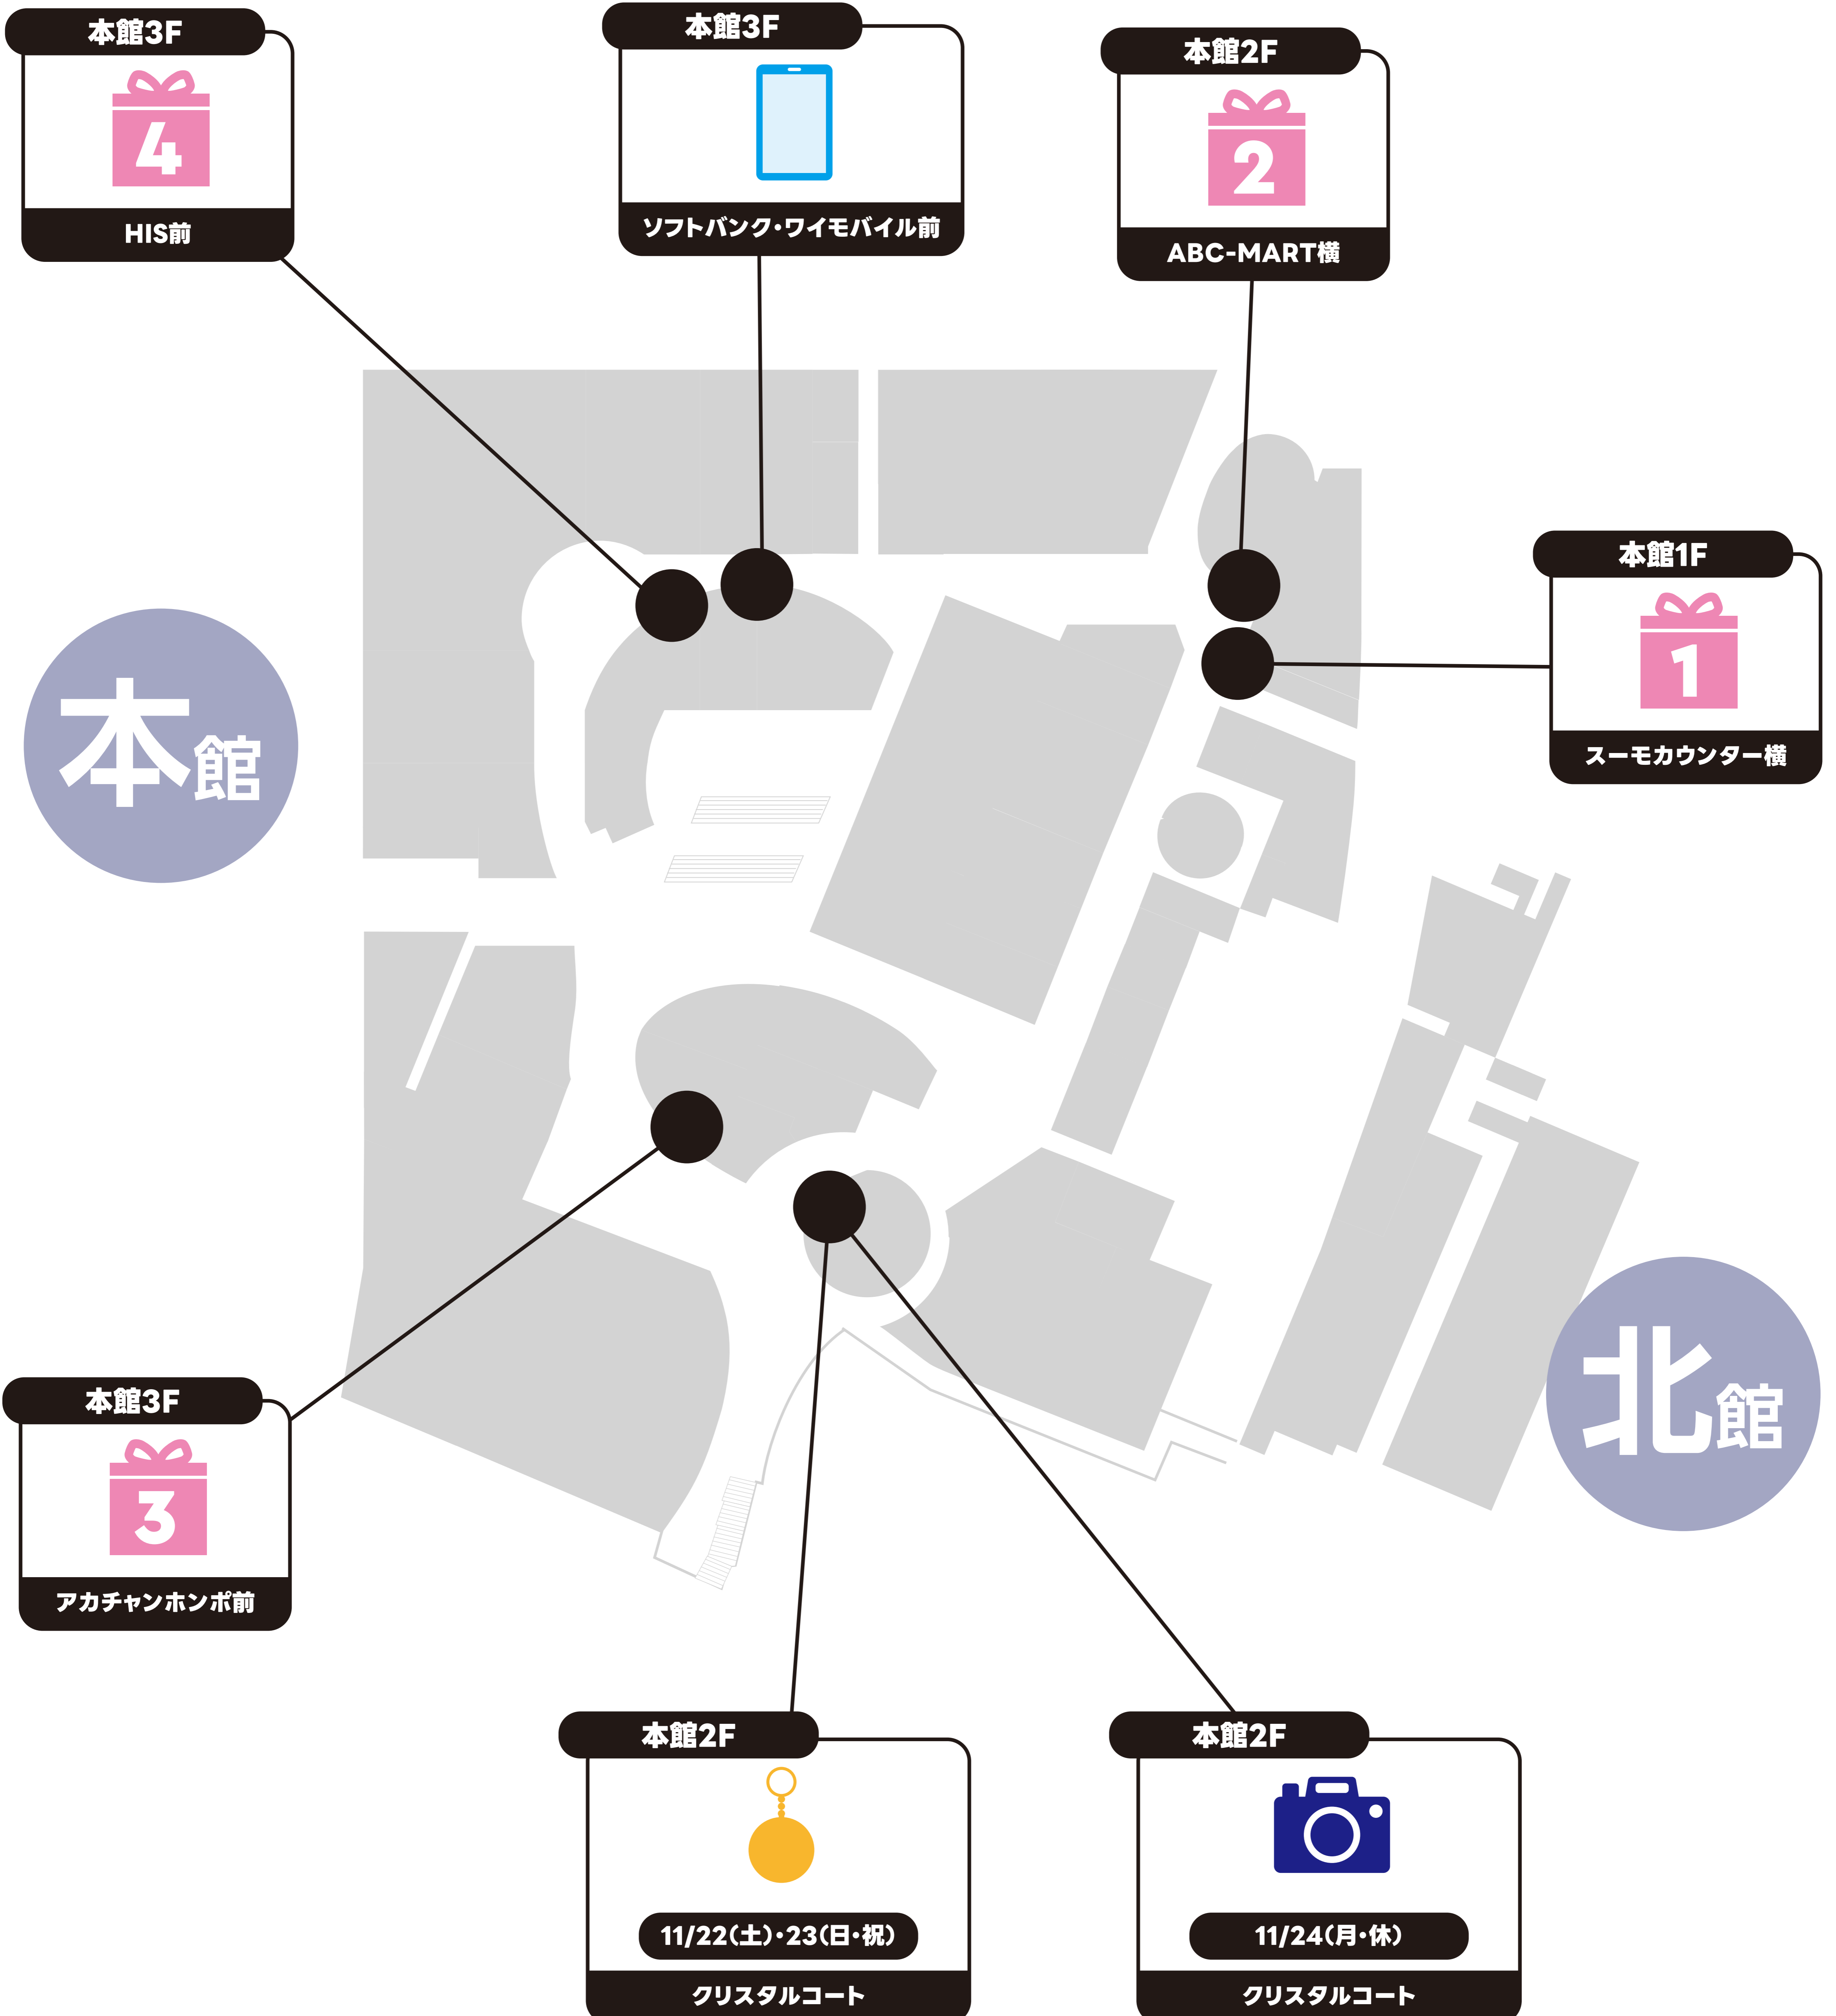 本館3F
4
HIS前
本館3F
ソフトバンク・ワイモバイル前
本館2F
2
ABC-MART横
本館1F
1
スーモカウンター横
本館
北館
本館3F
3
アカチャンホンポ前
本館2F
11/22(土)・23(日・祝)
クリスタルコート
本館2F
11/24(月・休)
クリスタルコート